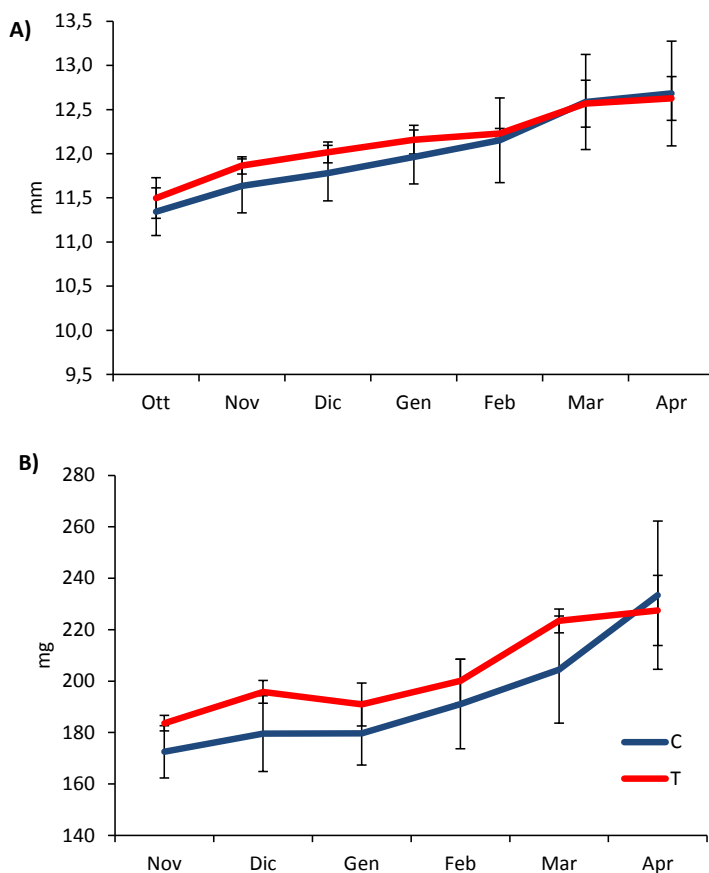 A)
13,5
13,0
12,5
12,0
11,5
11,0
10,5
10,0
9,5
mm
Ott Nov Dic Gen Feb Mar Apr
B)
280
260
240
220
200
180
160
140
mg
C
T
Nov Dic Gen Feb Mar Apr